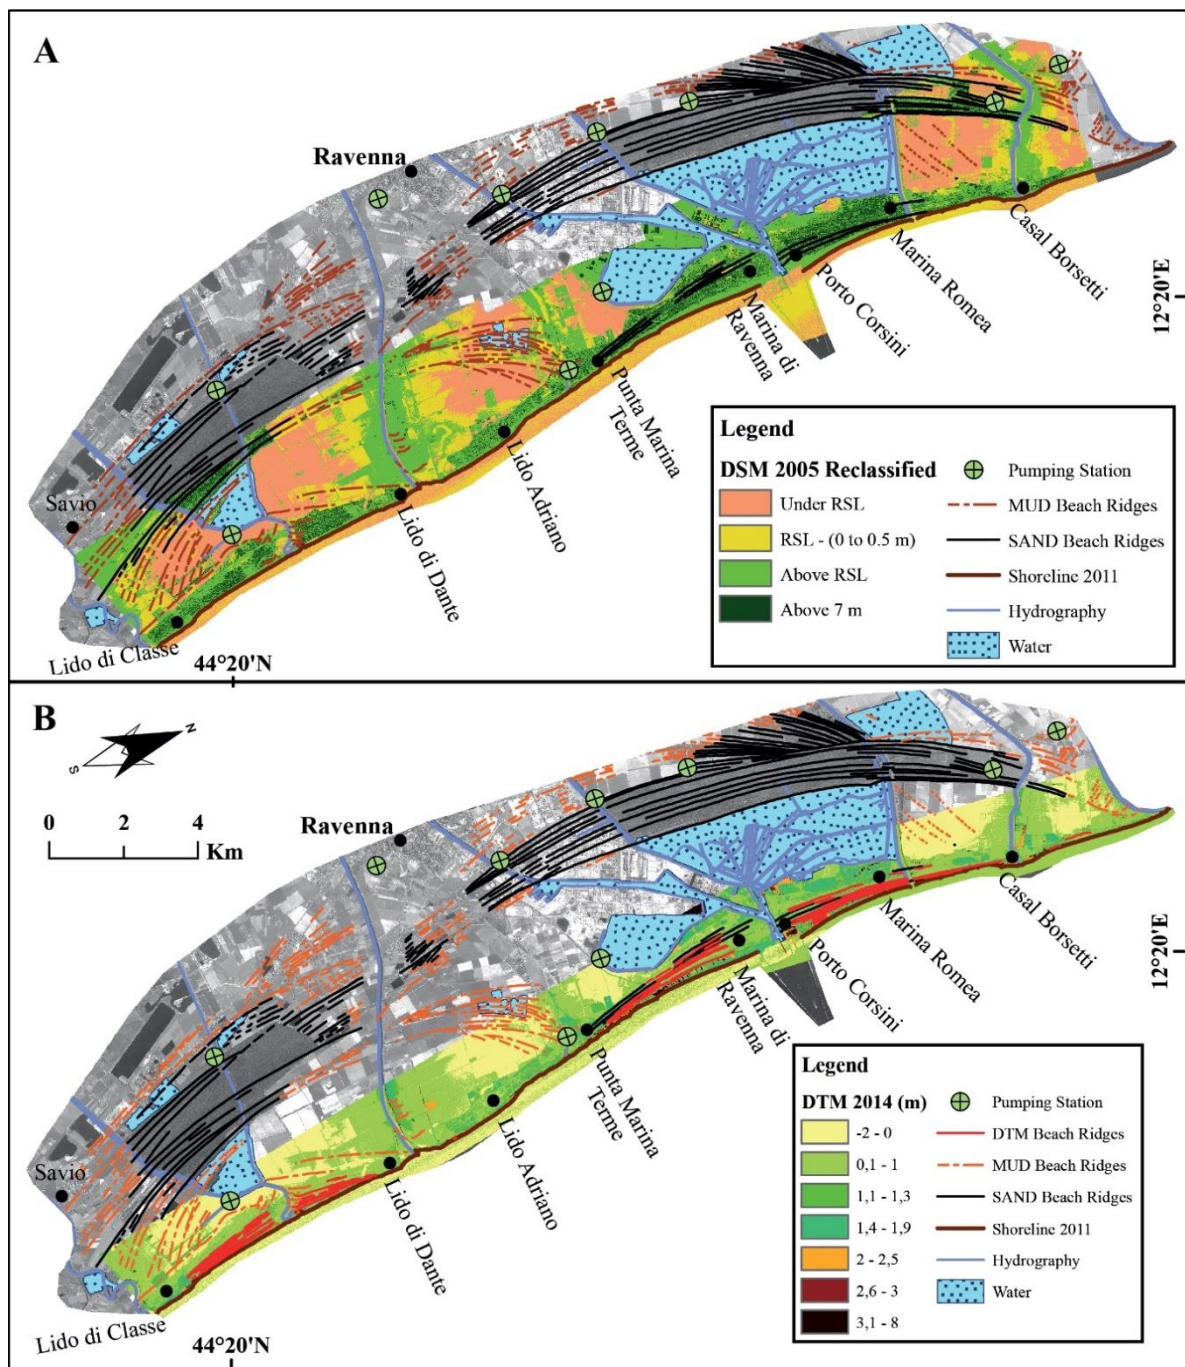 A
Ravenna
Savio
Lido di Classe
Lido di Dante
Lido Adriano
Punta Marina
Terme
Marina di
Ravenna
Porto Corsini
Marina Romea
Casal Borsetti
12°20'E
44°20'N
Legend
DSM 2005 Reclassified
Under RSL
RSL - (0 to 0.5 m)
Above RSL
Above 7 m
Pumping Station
MUD Beach Ridges
SAND Beach Ridges
Shoreline 2011
Hydrography
Water
B
N
S
0 2 4
Km
Ravenna
Savio
Lido di Classe
Lido di Dante
Lido Adriano
Punta Marina
Terme
Marina di
Ravenna
Porto Corsini
Marina Romea
Casal Borsetti
12°20'E
44°20'N
Legend
DTM 2014 (m)
-2 - 0
0,1 - 1
1,1 - 1,3
1,4 - 1,9
2 - 2,5
2,6 - 3
3,1 - 8
Pumping Station
DTM Beach Ridges
MUD Beach Ridges
SAND Beach Ridges
Shoreline 2011
Hydrography
Water